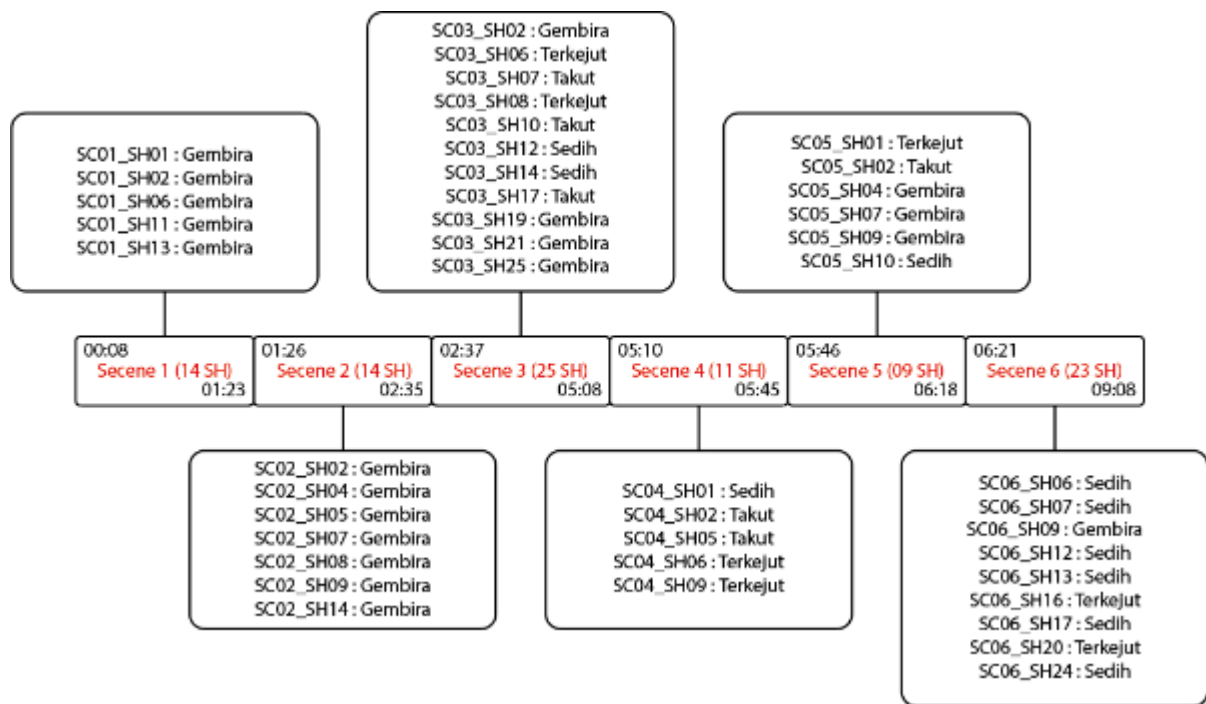 SC03_SH02 : Gembira
SC03_SH06 : Terkejut
SC03_SH07 : Takut
SC03_SH08 : Terkejut
SC03_SH10 : Takut
SC03_SH12 : Sedih
SC03_SH14 : Sedih
SC03_SH17 : Takut
SC03_SH19 : Gembira
SC03_SH21 : Gembira
SC03_SH25 : Gembira
SC01_SH01 : Gembira
SC01_SH02 : Gembira
SC01_SH06 : Gembira
SC01_SH11 : Gembira
SC01_SH13 : Gembira
SC05_SH01 : Terkejut
SC05_SH02 : Takut
SC05_SH04 : Gembira
SC05_SH07 : Gembira
SC05_SH09 : Gembira
SC05_SH10 : Sedih
00:08
Secene 1 (14 SH)
01:23
01:26
Secene 2 (14 SH)
02:35
02:37
Secene 3 (25 SH)
05:08
05:10
Secene 4 (11 SH)
05:45
05:46
Secene 5 (09 SH)
06:18
06:21
Secene 6 (23 SH)
09:08
SC02_SH02 : Gembira
SC02_SH04 : Gembira
SC02_SH05 : Gembira
SC02_SH07 : Gembira
SC02_SH08 : Gembira
SC02_SH09 : Gembira
SC02_SH14 : Gembira
SC04_SH01 : Sedih
SC04_SH02 : Takut
SC04_SH05 : Takut
SC04_SH06 : Terkejut
SC04_SH09 : Terkejut
SC06_SH06 : Sedih
SC06_SH07 : Sedih
SC06_SH09 : Gembira
SC06_SH12 : Sedih
SC06_SH13 : Sedih
SC06_SH16 : Terkejut
SC06_SH17 : Sedih
SC06_SH20 : Terkejut
SC06_SH24 : Sedih